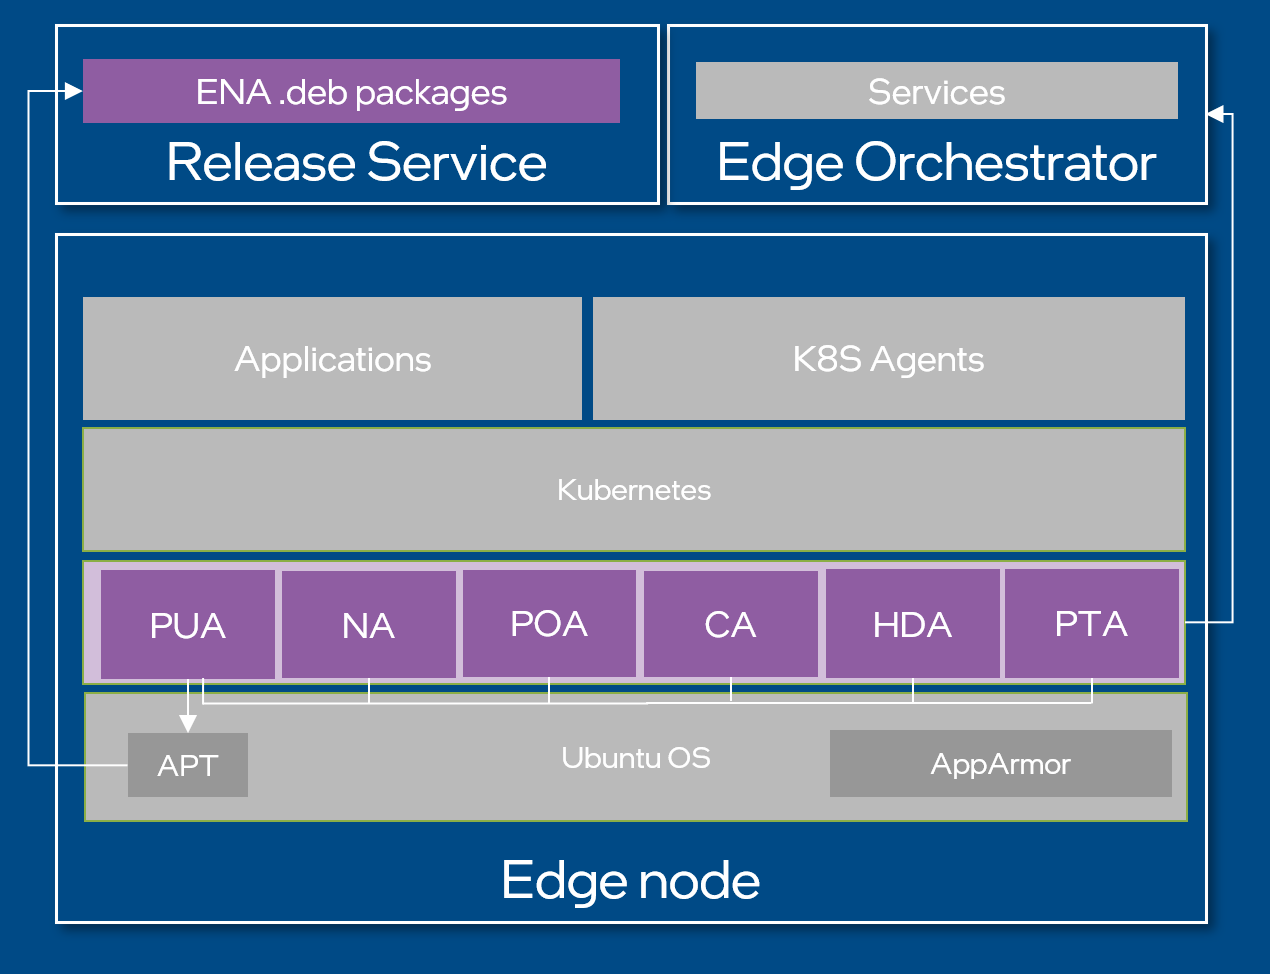 ENA .deb packages
Release Service
Services
Edge Orchestrator
Applications
K8S Agents
Kubernetes
PUA
NA
POA
CA
HDA
PTA
APT
Ubuntu OS
AppArmor
Edge node